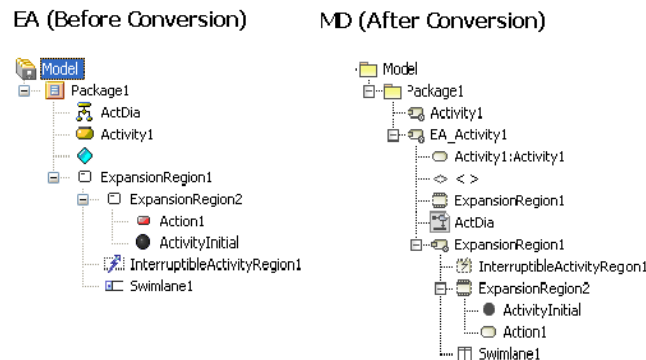 EA (Before Conversion)
Model
Package1
ActDia
Activity1
ExpansionRegion1
ExpansionRegion2
Action1
ActivityInitial
InterruptibleActivityRegion1
Swimlane1
MD (After Conversion)
Model
Package1
Activity1
EA_Activity1
Activity1:Activity1
< >
ExpansionRegion1
ActDia
ExpansionRegion1
InterruptibleActivityRegion1
ExpansionRegion2
ActivityInitial
Action1
Swimlane1